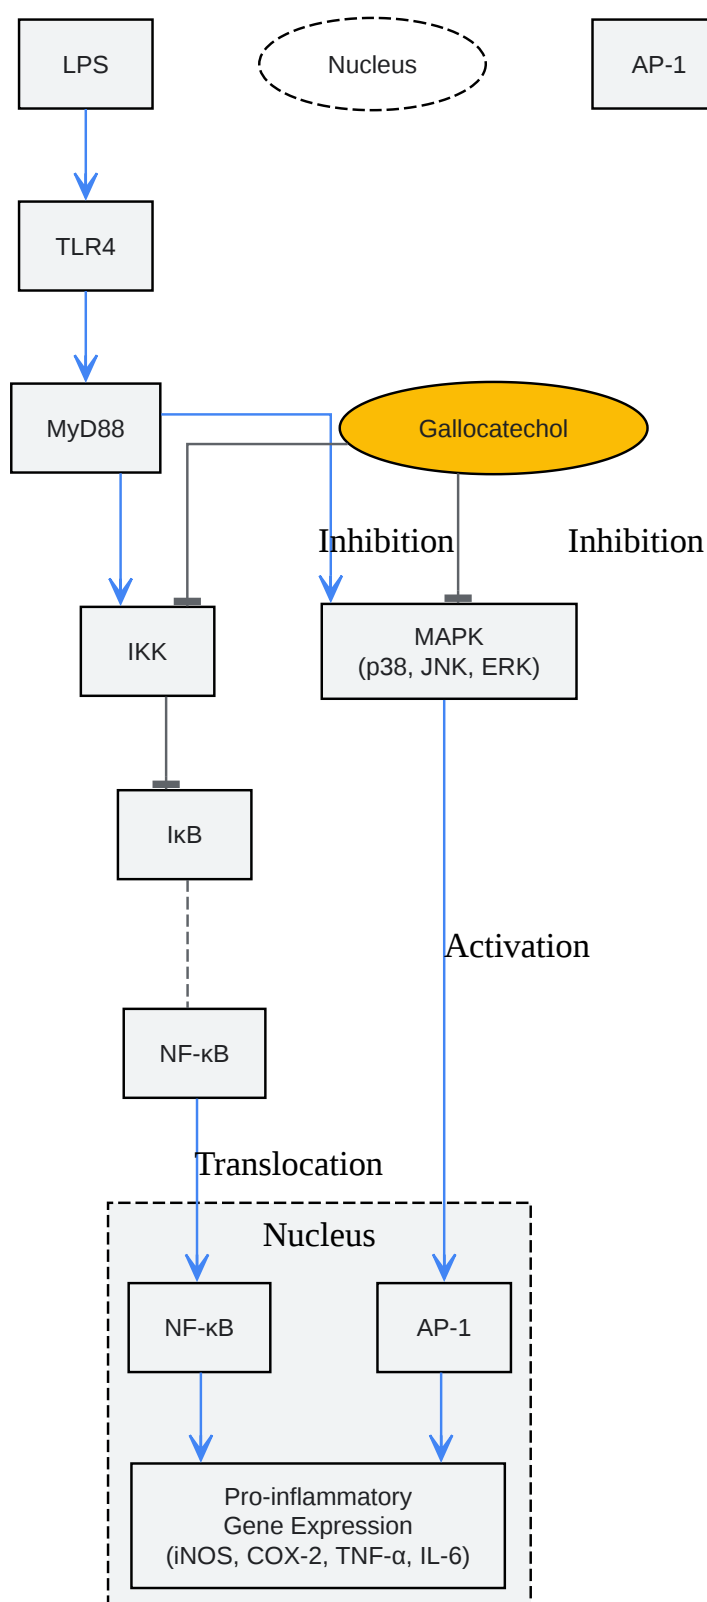 LPS
Nucleus
AP-1
TLR4
MyD88
Gallocatechol
Inhibition
Inhibition
IKK
MAPK
(p38, JNK, ERK)
IκB
Activation
NF-κB
Translocation
Nucleus
NF-κB
AP-1
Pro-inflammatory
Gene Expression
(iNOS, COX-2, TNF-α, IL-6)